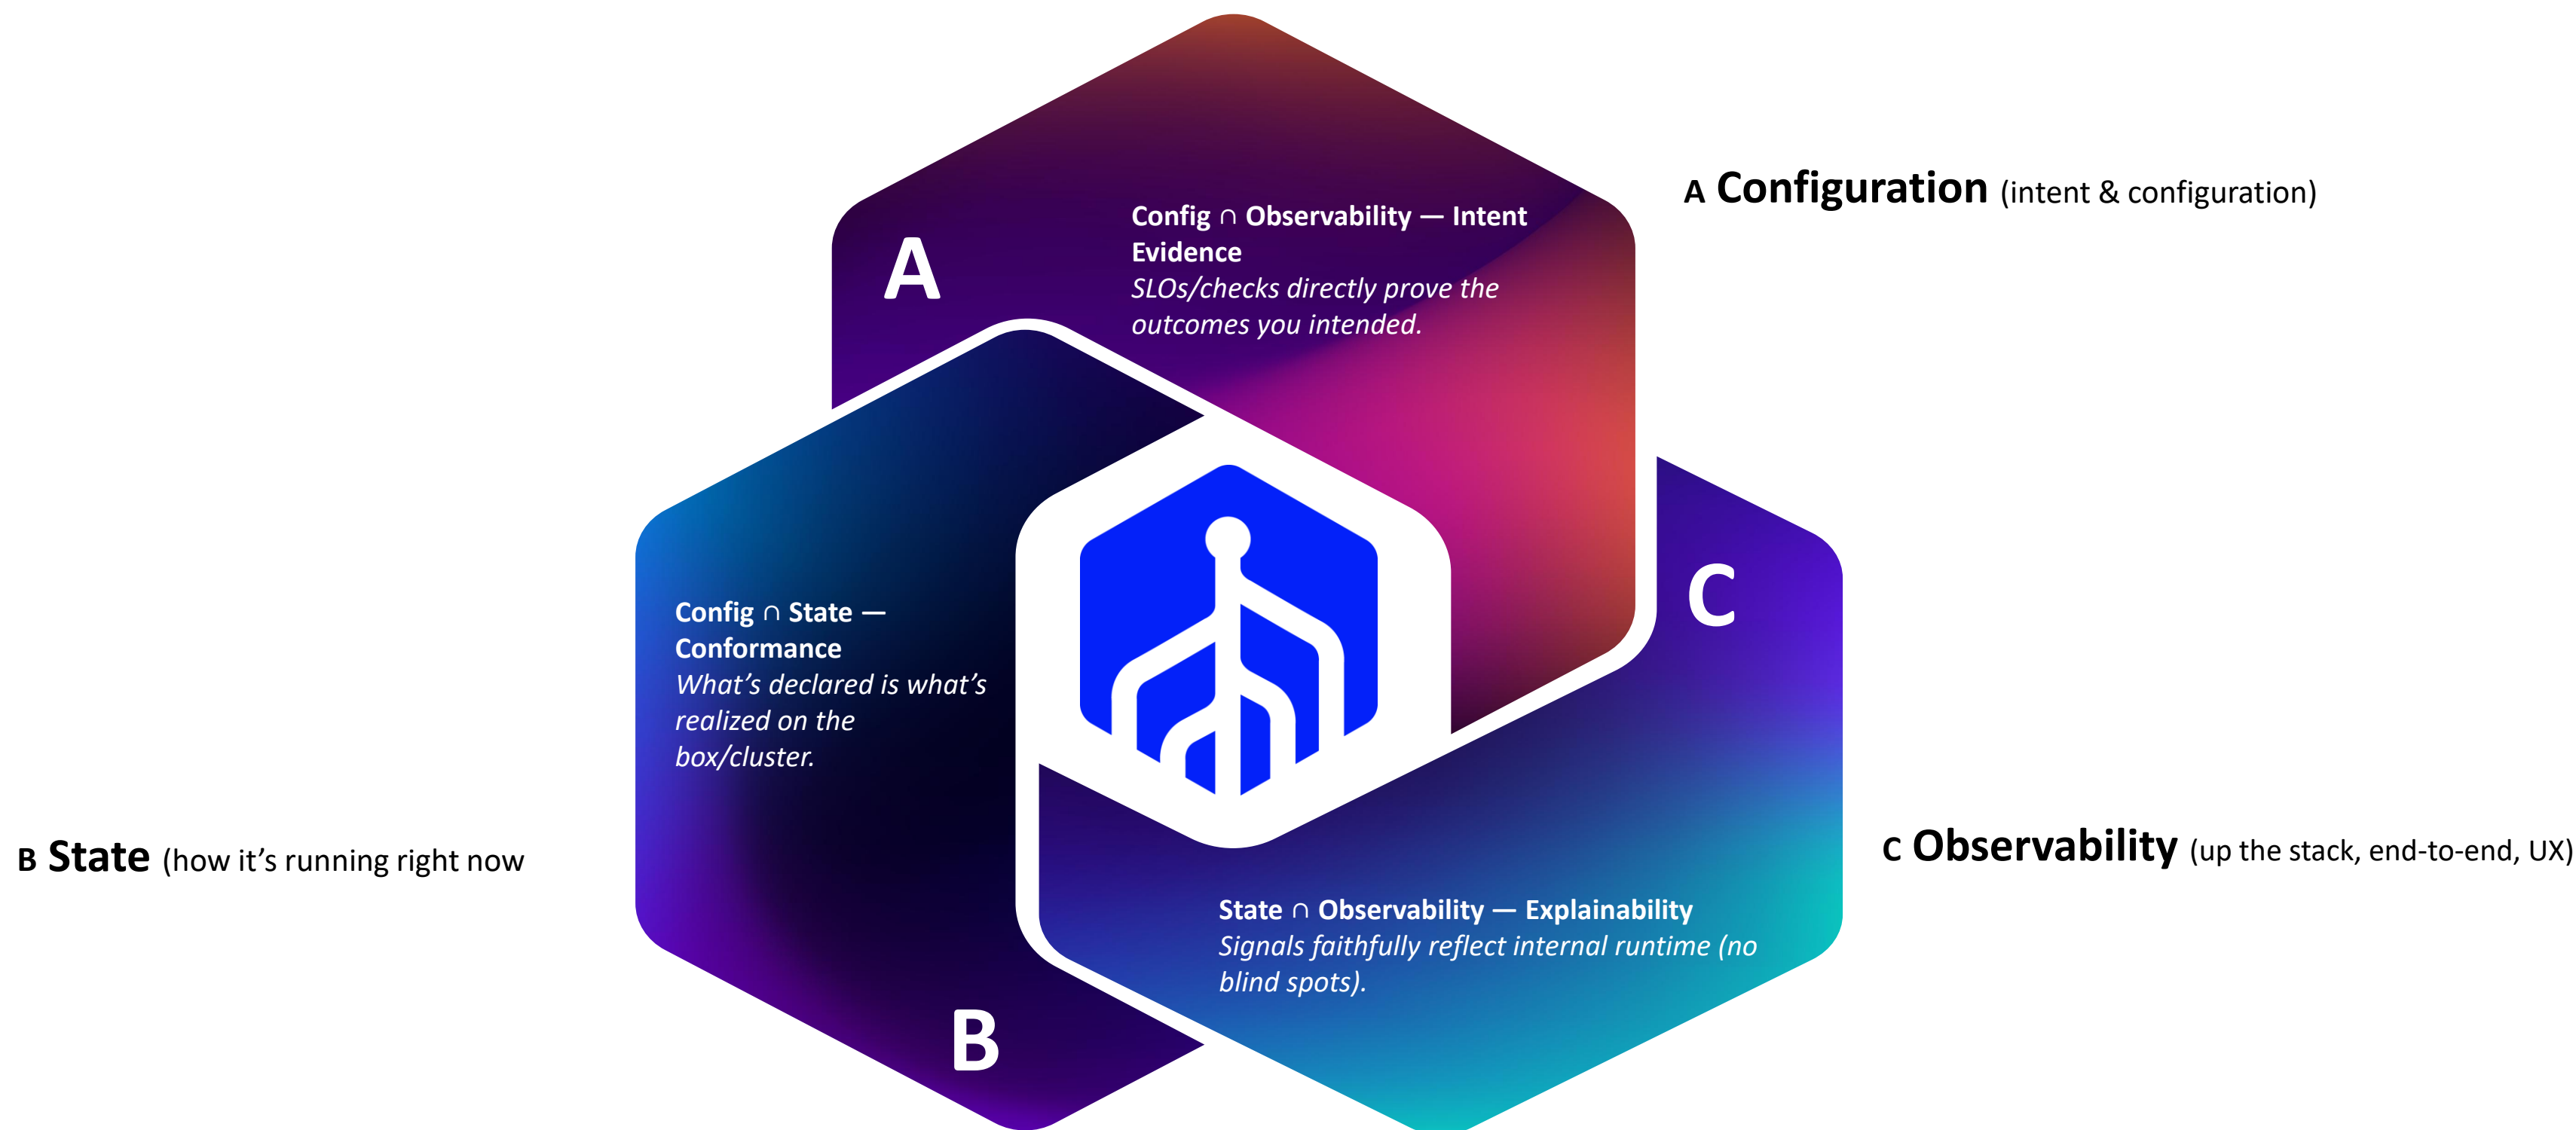 A Configuration (intent & configuration)
A
Config ∩ Observability — Intent
Evidence
SLOs/checks directly prove the
outcomes you intended.
C
Config ∩ State —
Conformance
What’s declared is what’s
realized on the
box/cluster.
B State (how it’s running right now
C Observability (up the stack, end-to-end, UX)
State ∩ Observability — Explainability
Signals faithfully reflect internal runtime (no
blind spots).
B